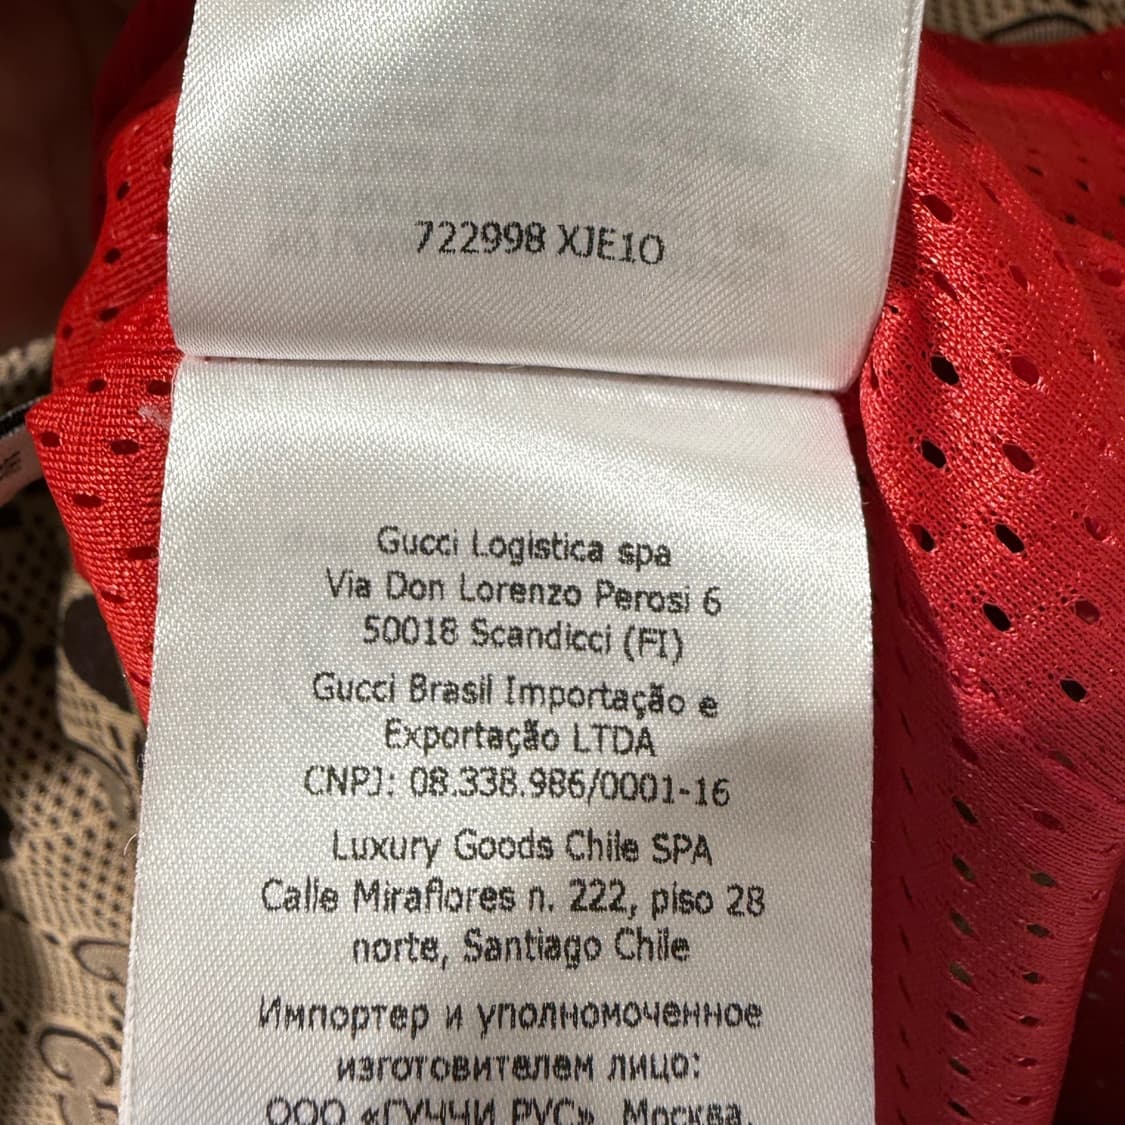 722998 XJE1O
Gucci Logistica spa
Via Don Lorenzo Perosi 6
50018 Scandicci (FI)
Gucci Brasil Importação e
Exportação LTDA
CNPJ: 08.338.986/0001-16
Luxury Goods Chile SPA
Calle Miraflores n. 222, piso 28
norte, Santiago Chile
Импортер и уполномоченное
изготовителем лицо:
ООО «ГУЧЧИ РУС», Москва,